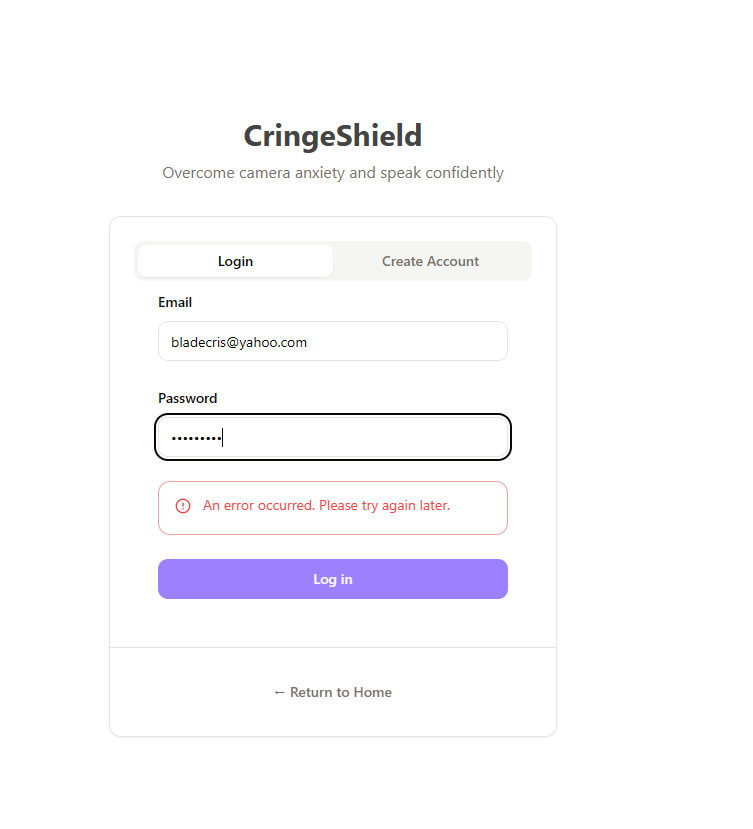 CringeShield
Overcome camera anxiety and speak confidently
Login
Create Account
Email
bladecris@yahoo.com
Password
•••••••••
An error occurred. Please try again later.
Log in
← Return to Home